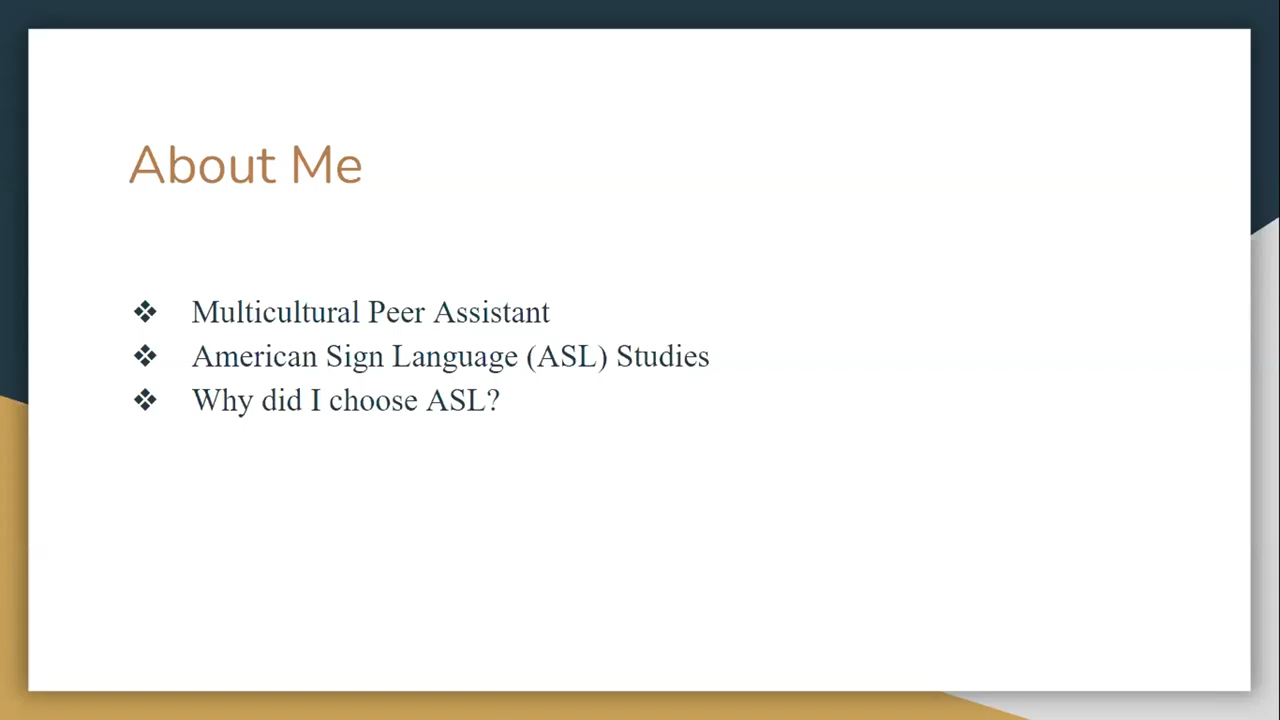 About Me
❖ Multicultural Peer Assistant
❖ American Sign Language (ASL) Studies
❖ Why did I choose ASL?